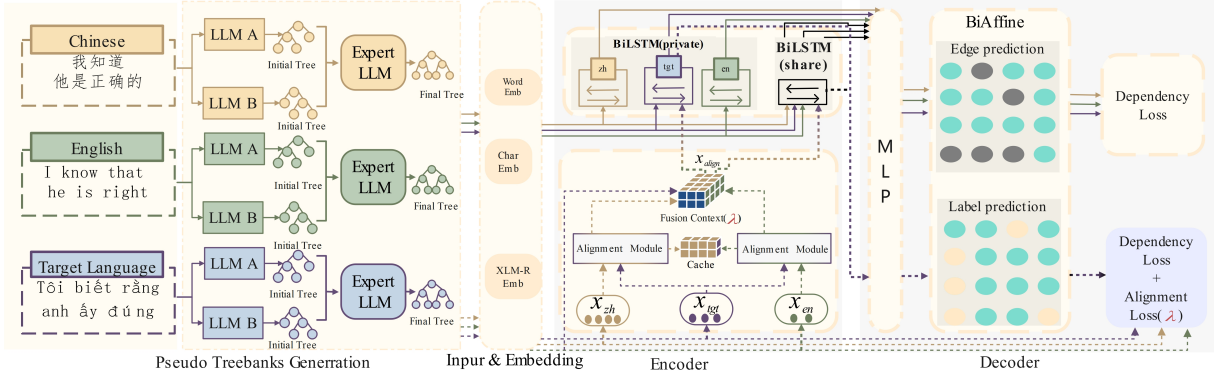 Chinese
我知道
他是正确的
LLM A
LLM B
Initial Tree
Initial Tree
Expert
LLM
Final Tree
English
I know that
he is right
LLM A
LLM B
Initial Tree
Initial Tree
Expert
LLM
Final Tree
Target Language
Tôi biết rằng
anh ấy đúng
LLM A
LLM B
Initial Tree
Initial Tree
Expert
LLM
Final Tree
Pseudo Treebanks Generration
Word
Emb
Char
Emb
XLM-R
Emb
Input & Embedding
BiLSTM(private)
zh
tgt
en
BiLSTM
(share)
x_align
Fusion Context(λ)
Alignment Module
Cache
Alignment Module
x_zh
x_tgt
x_en
Encoder
M
L
P
BiAffine
Edge prediction
Label prediction
Decoder
Dependency
Loss
Dependency
Loss
+
Alignment
Loss(λ)